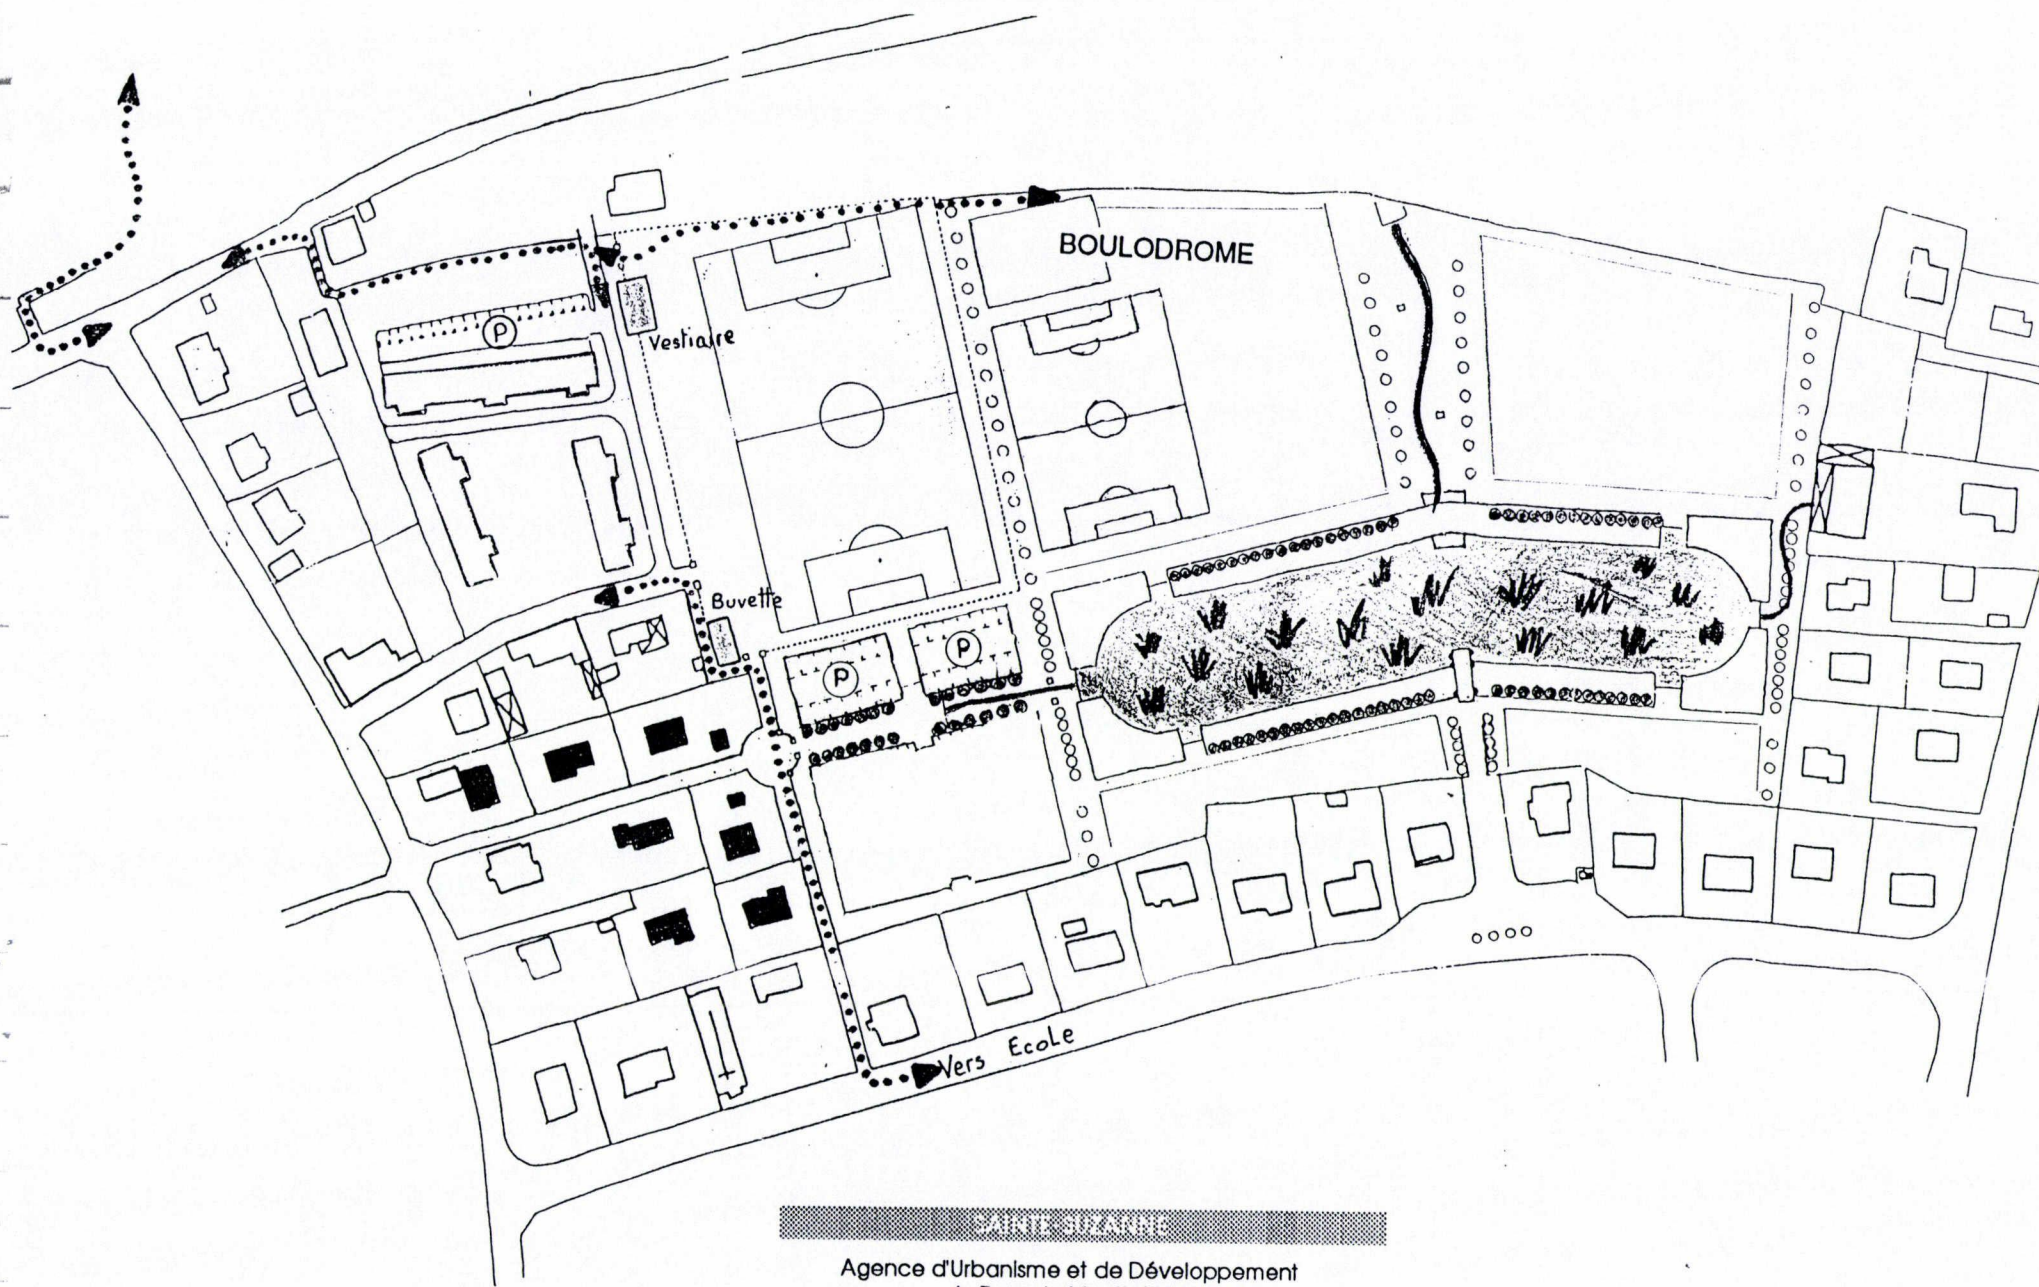 BOULODROME
P
Vestiaire
Buvette
P
P
Vers Ecole
SAINTE-SUZANNE
Agence d'Urbanisme et de Développement